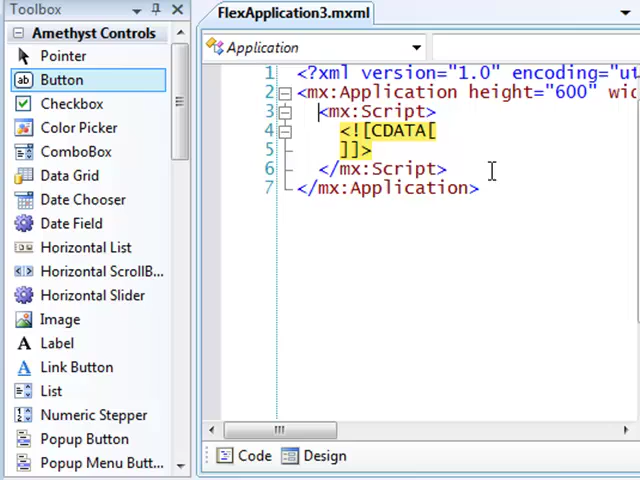 Toolbox
Amethyst Controls
Pointer
Button
Checkbox
Color Picker
ComboBox
Data Grid
Date Chooser
Date Field
Horizontal List
Horizontal ScrollB...
Horizontal Slider
Image
Label
Link Button
List
Numeric Stepper
Popup Button
Popup Menu Butt...
FlexApplication3.mxml
Application
1 <?xml version="1.0" encoding="ut
2 <mx:Application height="600" wid
3 <mx:Script>
4 <![CDATA[
5 ]]>
6 </mx:Script>
7 </mx:Application>
Code Design